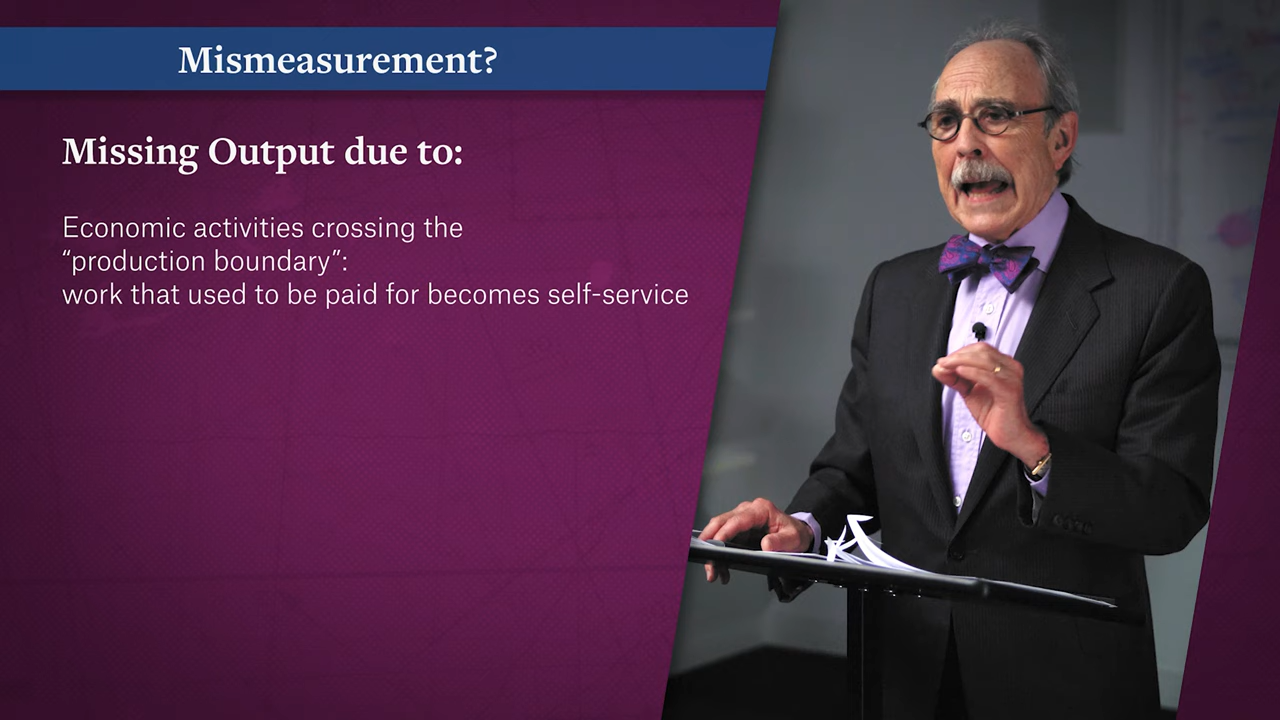 Mismeasurement?
Missing Output due to:
Economic activities crossing the
“production boundary”:
work that used to be paid for becomes self-service